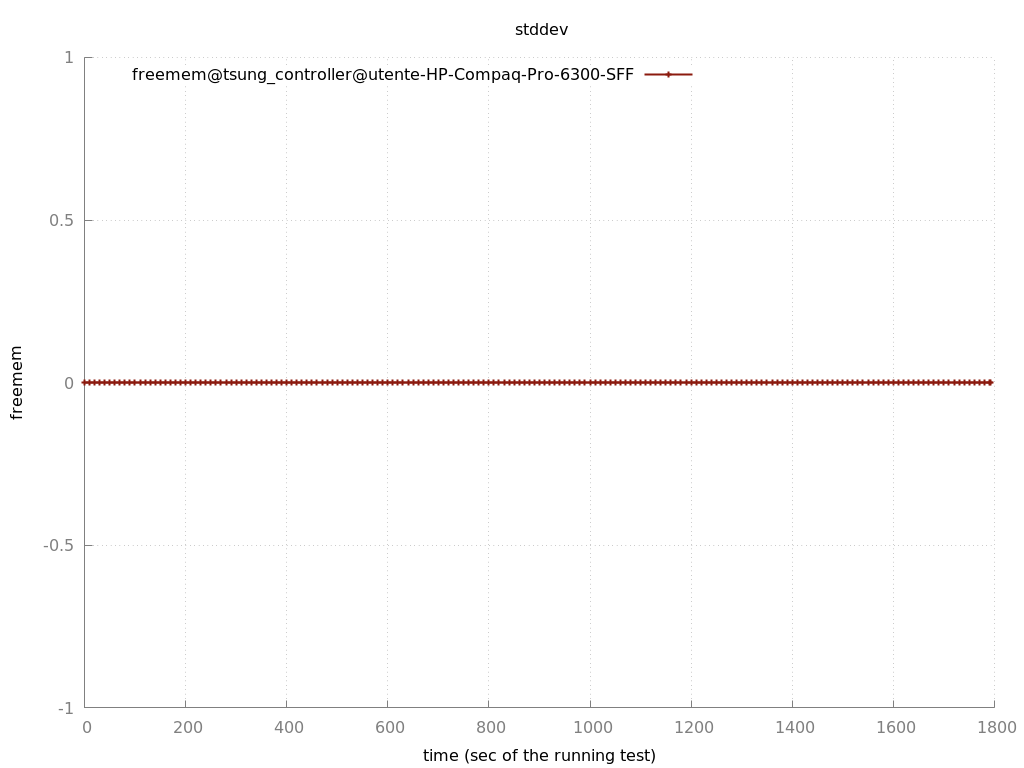 stddev
1
freemem@tsung_controller@utente-HP-Compaq-Pro-6300-SFF
0.5
0
-0.5
-1
freemem
0 200 400 600 800 1000 1200 1400 1600 1800
time (sec of the running test)